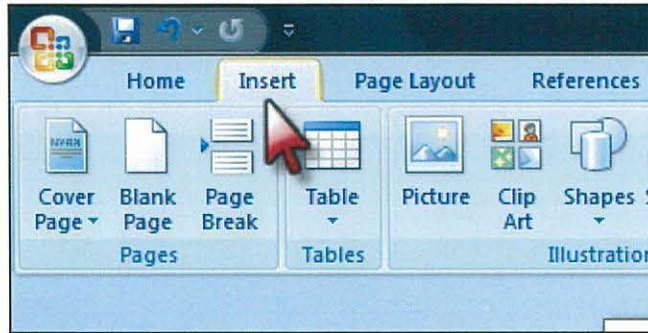 Home Insert Page Layout References
Cover Page Blank Page Page Break Table Picture Clip Art Shapes
Pages Tables Illustration